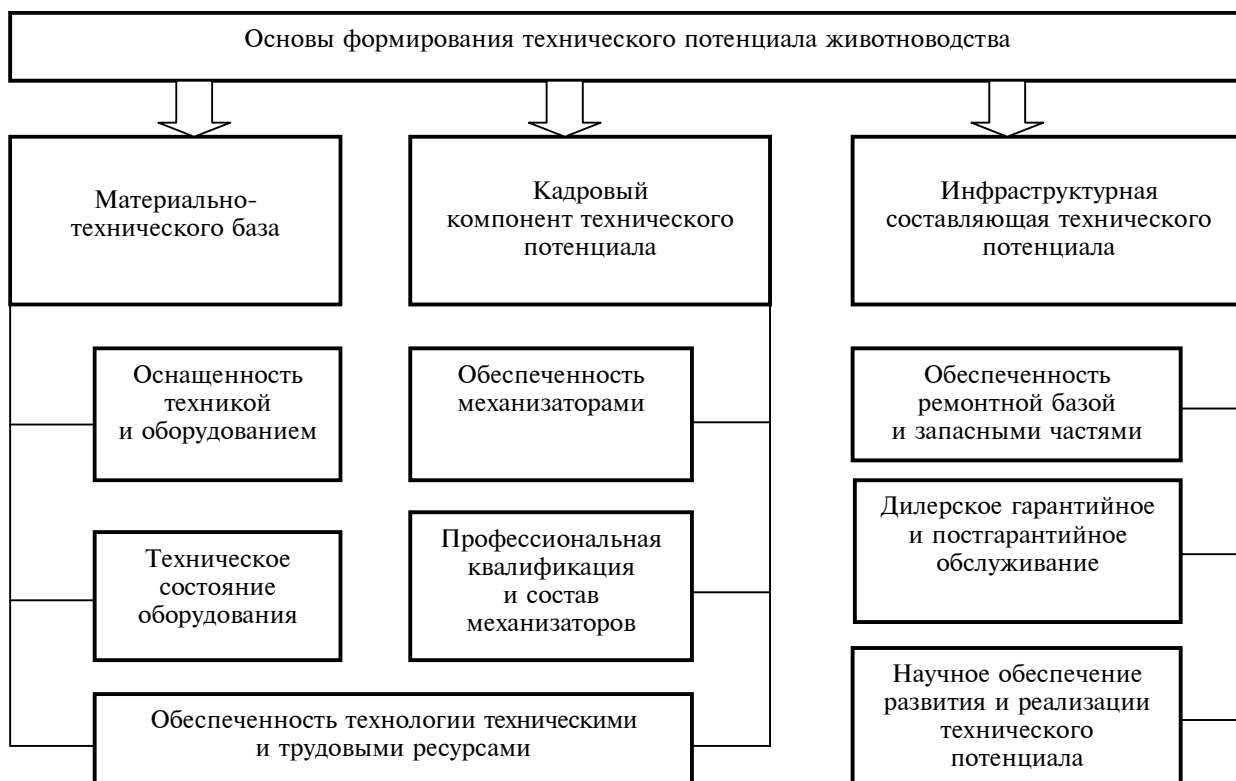 Основы формирования технического потенциала животноводства
Материально-
технического база
Кадровый
компонент технического
потенциала
Инфраструктурная
составляющая технического
потенциала
Оснащенность
техникой
и оборудованием
Обеспеченность
механизаторами
Обеспеченность
ремонтной базой
и запасными частями
Техническое
состояние
оборудования
Профессиональная
квалификация
и состав
механизаторов
Дилерское гарантийное
и постгарантийное
обслуживание
Обеспеченность технологии техническими
и трудовыми ресурсами
Научное обеспечение
развития и реализации
технического
потенциала